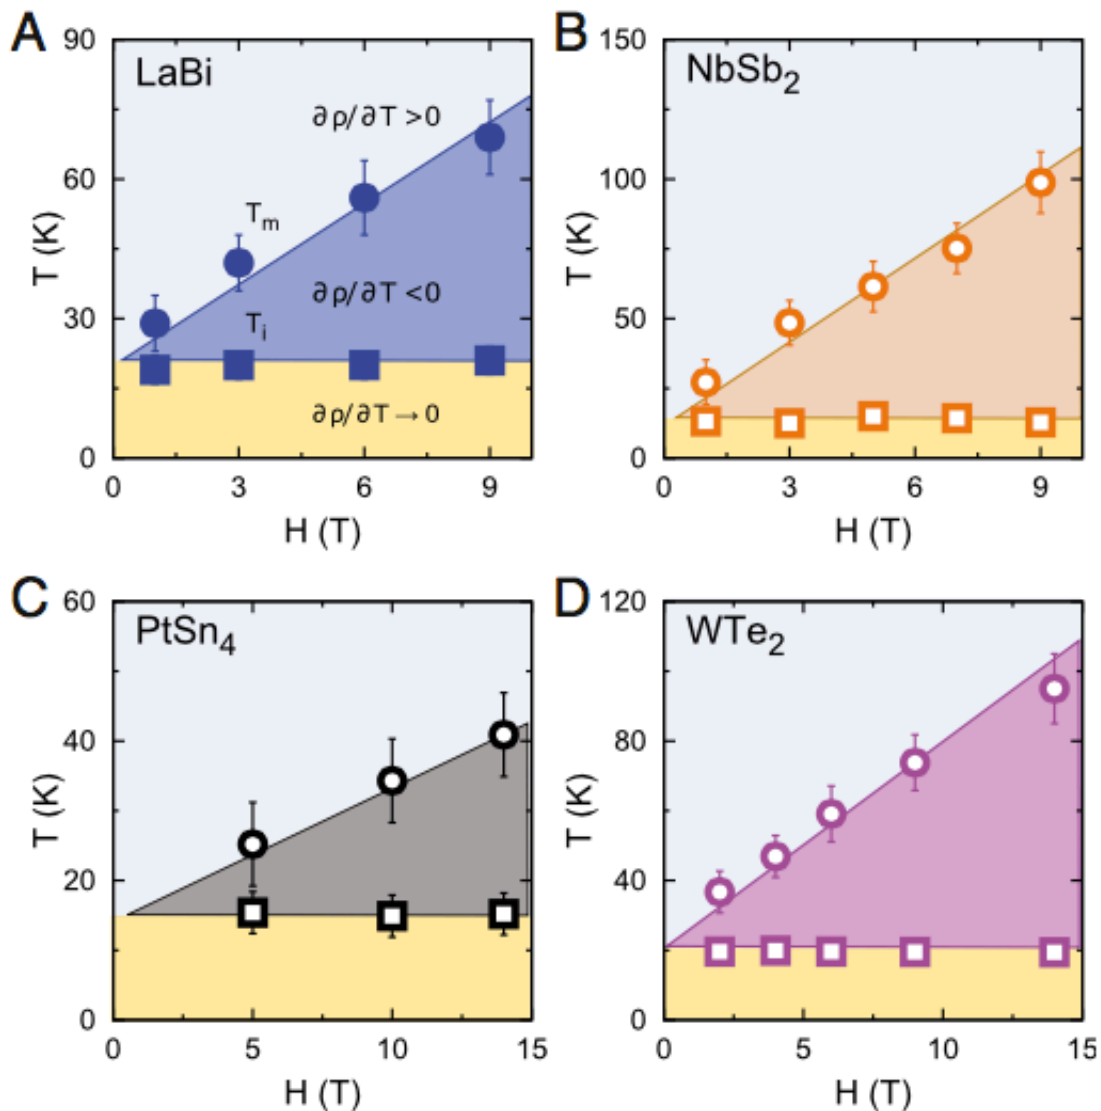 A
LaBi
90
60
30
0
T (K)
∂ρ/∂T >0
Tₘ
∂ρ/∂T <0
Tᵢ
∂ρ/∂T → 0
0 3 6 9
H (T)
B
NbSb₂
150
100
50
0
T (K)
0 3 6 9
H (T)
C
PtSn₄
60
40
20
0
T (K)
0 5 10 15
H (T)
D
WTe₂
120
80
40
0
T (K)
0 5 10 15
H (T)